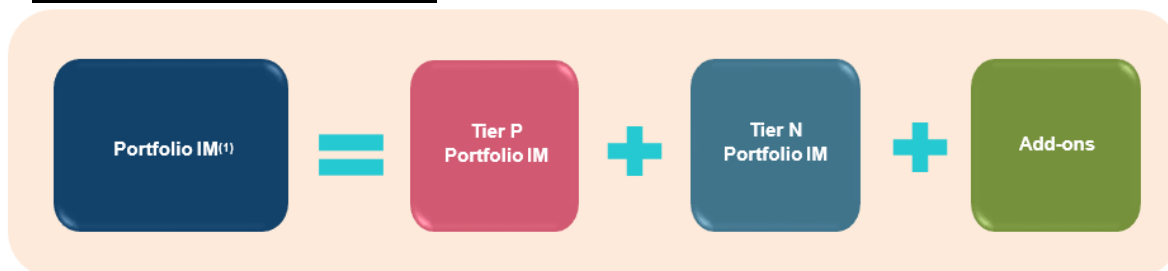 Portfolio IM(1)
=
Tier P
Portfolio IM
+
Tier N
Portfolio IM
+
Add-ons